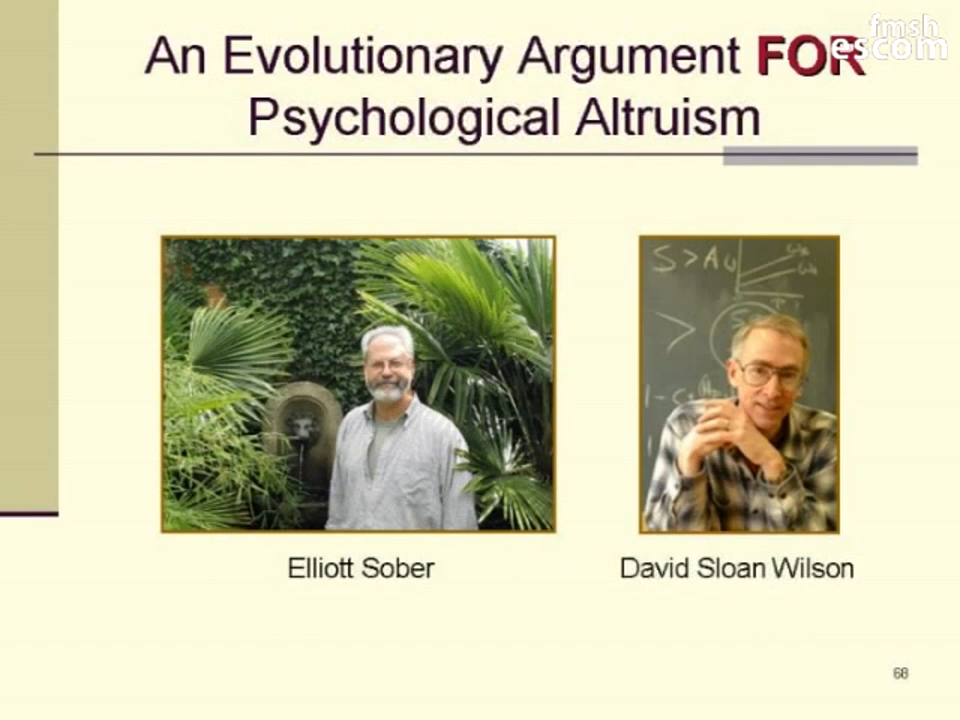 An Evolutionary Argument FOR
Psychological Altruism
fmsh
escom
S > A
>
Elliott Sober
David Sloan Wilson
68